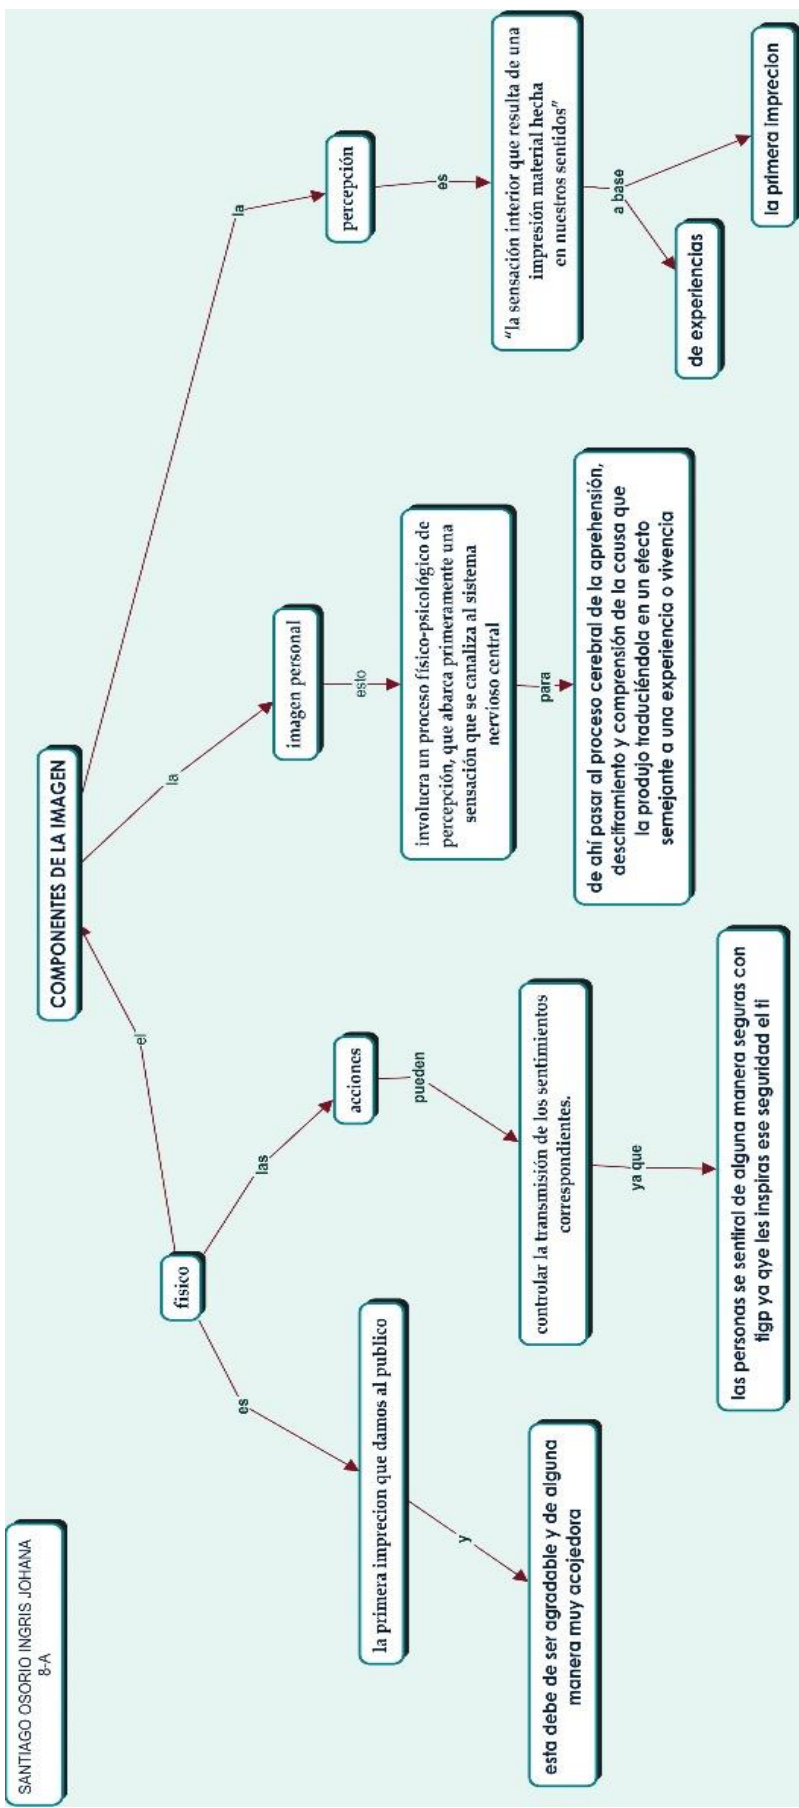 SANTIAGO OSORIO INGRIS JOHANA
8-A
COMPONENTES DE LA IMAGEN
el
la
la
fisico
es
las
la primera imprecion que damos al publico
y
esta debe de ser agradable y de alguna
manera muy acojedora
acciones
pueden
controlar la transmisión de los sentimientos
correspondientes.
ya que
las personas se sentiral de alguna manera seguras con
tigp ya qye les inspiras ese seguridad el ti
imagen personal
esto
involucra un proceso físico-psicológico de
percepción, que abarca primeramente una
sensación que se canaliza al sistema
nervioso central
para
de ahí pasar al proceso cerebral de la aprehensión,
desciframiento y comprensión de la causa que
la produjo traduciéndola en un efecto
semejante a una experiencia o vivencia
percepción
es
"la sensación interior que resulta de una
impresión material hecha
en nuestros sentidos"
a base
de experiencias
la primera imprecion